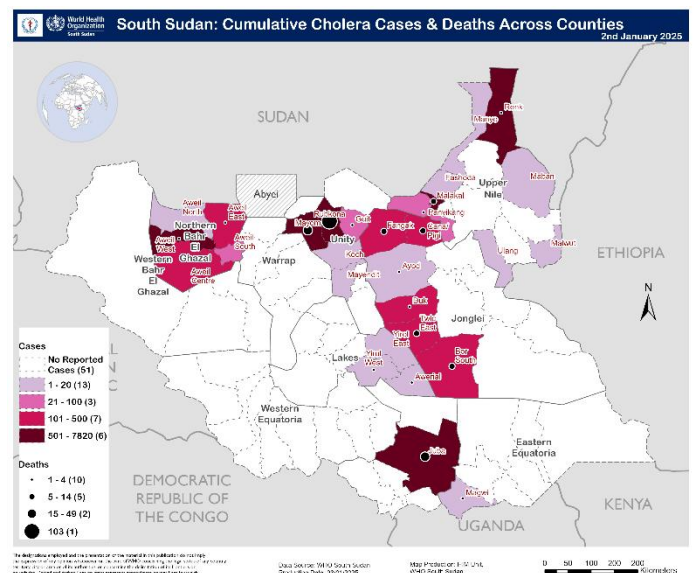 World Health
Organization
South Sudan
South Sudan: Cumulative Cholera Cases & Deaths Across Counties
2nd January 2025
SUDAN
Renk
Manyo
Fashoda
Maban
Malakal
Upper
Nile
Panyikang
Abyei
Aweil
North
Aweil
East
Northern
Bahr
El
Ghazal
Aweil
West
Aweil
South
Aweil
Centre
Western
Bahr
El
Ghazal
Rubkona
Mayom
Guit
Unity
Koch
Mayendit
Fangak
Canal
Pigi
Ulang
Maiwut
ETHIOPIA
Warrap
Ayod
Duk
Twic
East
Jonglei
N
Yirol
East
Lakes
Yirol
West
Bor
South
Awerial
Western
Equatoria
Juba
Eastern
Equatoria
Magwi
DEMOCRATIC
REPUBLIC OF
THE CONGO
UGANDA
KENYA
Cases
No Reported
Cases (51)
1 - 20 (13)
21 - 100 (3)
101 - 500 (7)
501 - 7820 (6)
Deaths
1 - 4 (10)
5 - 14 (5)
15 - 49 (2)
103 (1)
Data Source: WHO South Sudan
Map Production: HIM Unit,
WHO South Sudan
0 50 100 200
Kilometers